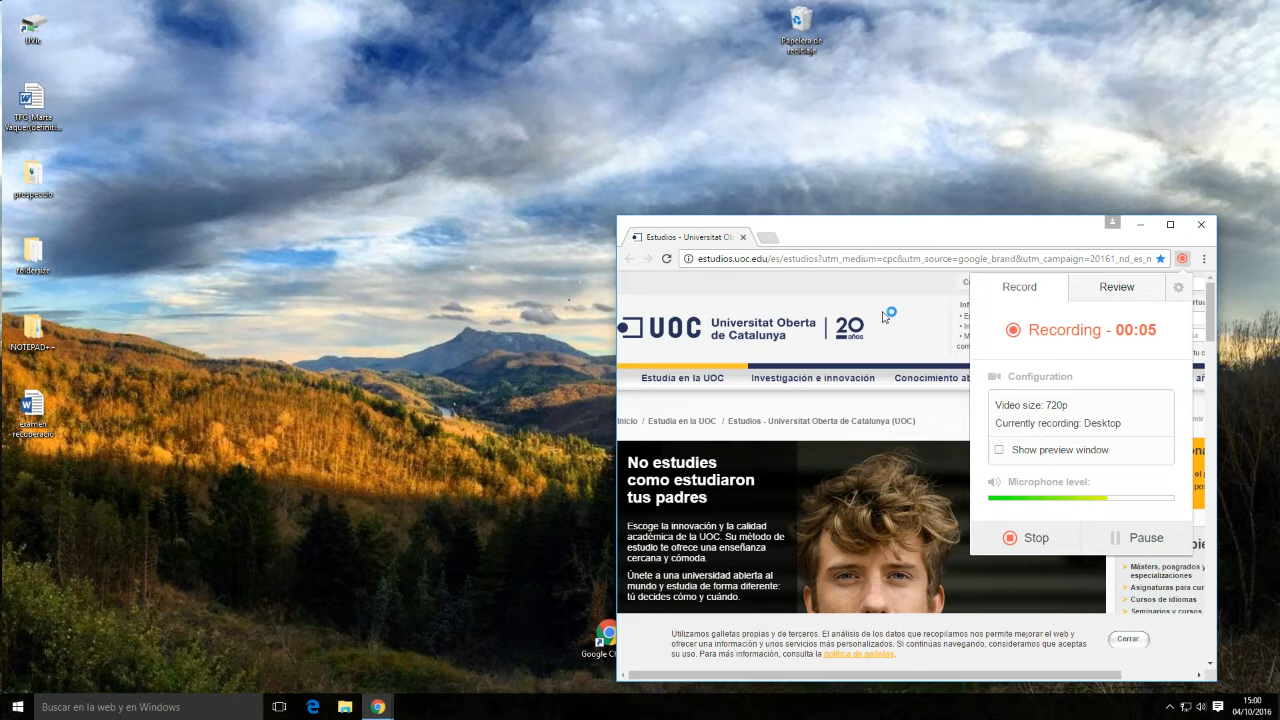 UVic
Papelera de
reciclaje
TFG_Marta
Vaquer(definiti...
prospecció
foldersize
NOTEPAD++
examen
recuperació
Google Ch
Estudios - Universitat Ob
estudios.uoc.edu/es/estudios?utm_medium=cpc&utm_source=google_brand&utm_campaign=20161_nd_es_n
Record
Review
Recording - 00:05
Configuration
Video size: 720p
Currently recording: Desktop
Show preview window.
Microphone level:
Stop
Pause
UOC
Universitat Oberta
de Catalunya
20
años
Estudia en la UOC
Investigación e innovación
Conocimiento ab
Inicio / Estudia en la UOC / Estudios - Universitat Oberta de Catalunya (UOC)
No estudies
como estudiaron
tus padres
Escoge la innovación y la calidad
académica de la UOC. Su método de
estudio te ofrece una enseñanza
cercana y cómoda.
Únete a una universidad abierta al
mundo y estudia de forma diferente:
tú decides cómo y cuándo.
> Másters, posgrados y
especializaciones
> Asignaturas para cur
> Cursos de idiomas
> Seminarios y cursos
Utilizamos galletas propias y de terceros. El análisis de los datos que recopilamos nos permite mejorar el web y
ofrecer una información y unos servicios más personalizados. Si continúas navegando, consideramos que aceptas
su uso. Para más información, consulta la política de galletas.
Cerrar
Buscar en la web y en Windows
15:00
04/10/2016